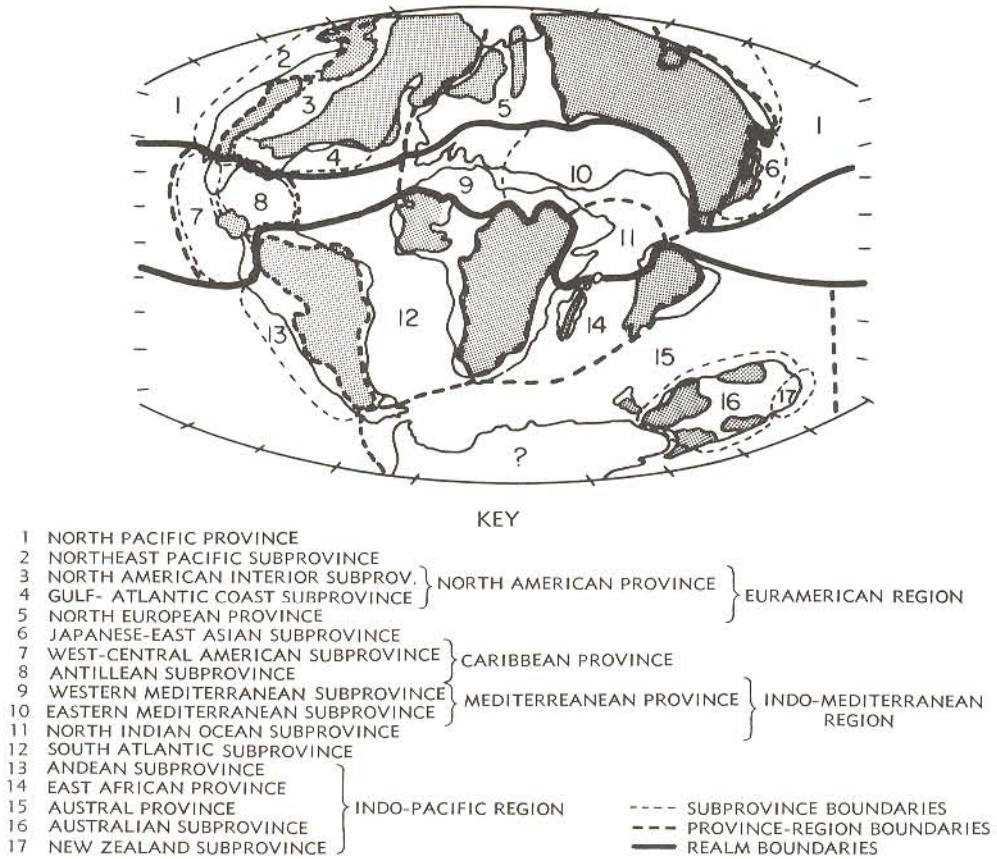 2
1
3
5
1
4
6
10
9
8
7
11
12
14
13
15
16
17
?
KEY
1 NORTH PACIFIC PROVINCE
2 NORTHEAST PACIFIC SUBPROVINCE
3 NORTH AMERICAN INTERIOR SUBPROV.
4 GULF- ATLANTIC COAST SUBPROVINCE
NORTH AMERICAN PROVINCE
EURAMERICAN REGION
5 NORTH EUROPEAN PROVINCE
6 JAPANESE-EAST ASIAN SUBPROVINCE
7 WEST-CENTRAL AMERICAN SUBPROVINCE
8 ANTILLEAN SUBPROVINCE
CARIBBEAN PROVINCE
9 WESTERN MEDITERRANEAN SUBPROVINCE
10 EASTERN MEDITERRANEAN SUBPROVINCE
MEDITERREANEAN PROVINCE
INDO-MEDITERRANEAN
REGION
11 NORTH INDIAN OCEAN SUBPROVINCE
12 SOUTH ATLANTIC SUBPROVINCE
13 ANDEAN SUBPROVINCE
14 EAST AFRICAN PROVINCE
15 AUSTRAL PROVINCE
16 AUSTRALIAN SUBPROVINCE
17 NEW ZEALAND SUBPROVINCE
INDO-PACIFIC REGION
SUBPROVINCE BOUNDARIES
PROVINCE-REGION BOUNDARIES
REALM BOUNDARIES